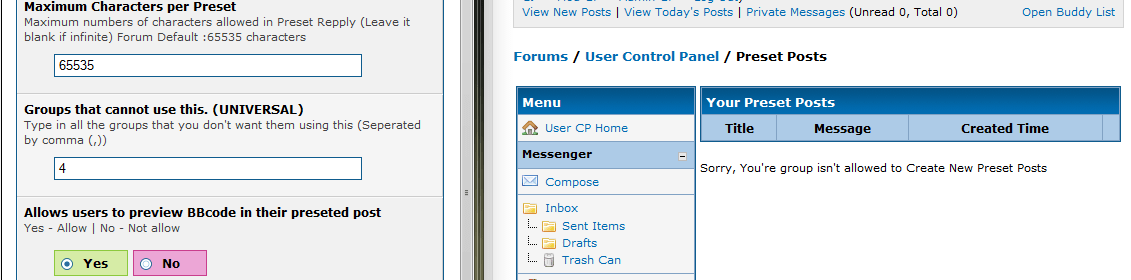 Maximum Characters per Preset
Maximum numbers of characters allowed in Preset Repply (Leave it
blank if infinite) Forum Default :65535 characters
65535
Groups that cannot use this. (UNIVERSAL)
Type in all the groups that you don't want them using this (Seperated
by comma (,))
4
Allows users to preview BBcode in their preseted post
Yes - Allow | No - Not allow
Yes No
View New Posts | View Today's Posts | Private Messages (Unread 0, Total 0) Open Buddy List
Forums / User Control Panel / Preset Posts
Menu
User CP Home
Messenger
Compose
Inbox
Sent Items
Drafts
Trash Can
Your Preset Posts
Title Message Created Time
Sorry, You're group isn't allowed to Create New Preset Posts